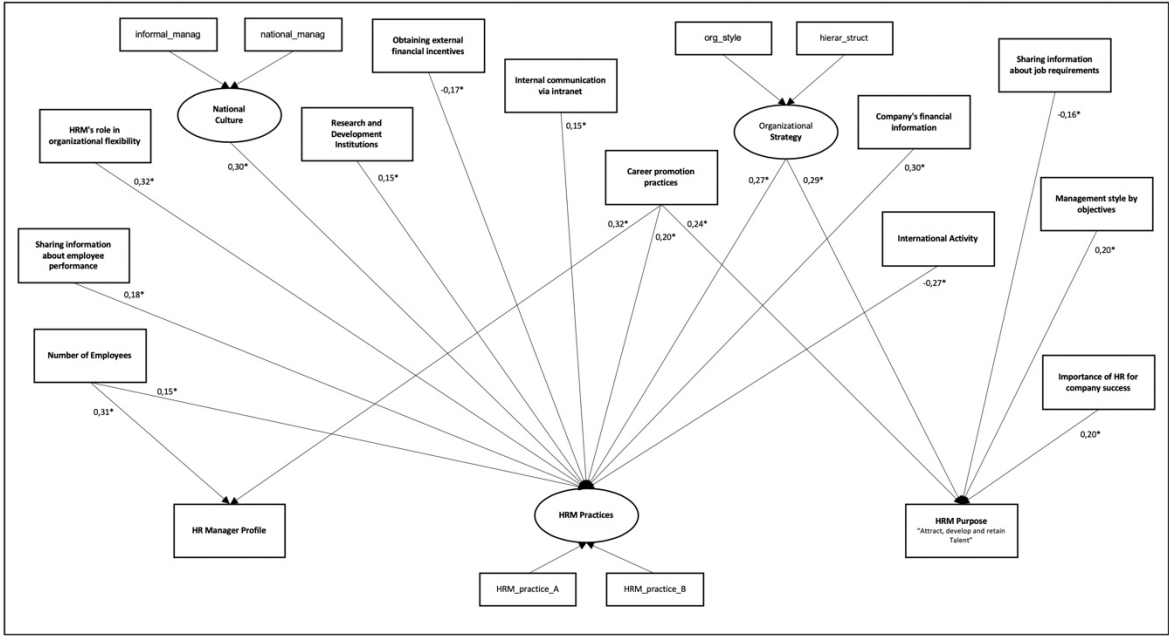 informal_manag
national_manag
Obtaining external
financial incentives
org_style
hierar_struct
Sharing information
about job requirements
-0,17*
Internal communication
via intranet
National
Culture
HRM's role in
organizational flexibility
Research and
Development
Institutions
Organizational
Strategy
Company's financial
information
-0,16*
0,15*
0,30*
0,32*
0,15*
Career promotion
practices
0,27*
0,29*
0,30*
Management style by
objectives
Sharing information
about employee
performance
0,32*
0,20*
0,24*
International Activity
0,20*
0,18*
-0,27*
Number of Employees
0,15*
0,31*
Importance of HR for
company success
0,20*
HR Manager Profile
HRM Practices
HRM Purpose
"Attract, develop and retain
Talent"
HRM_practice_A
HRM_practice_B